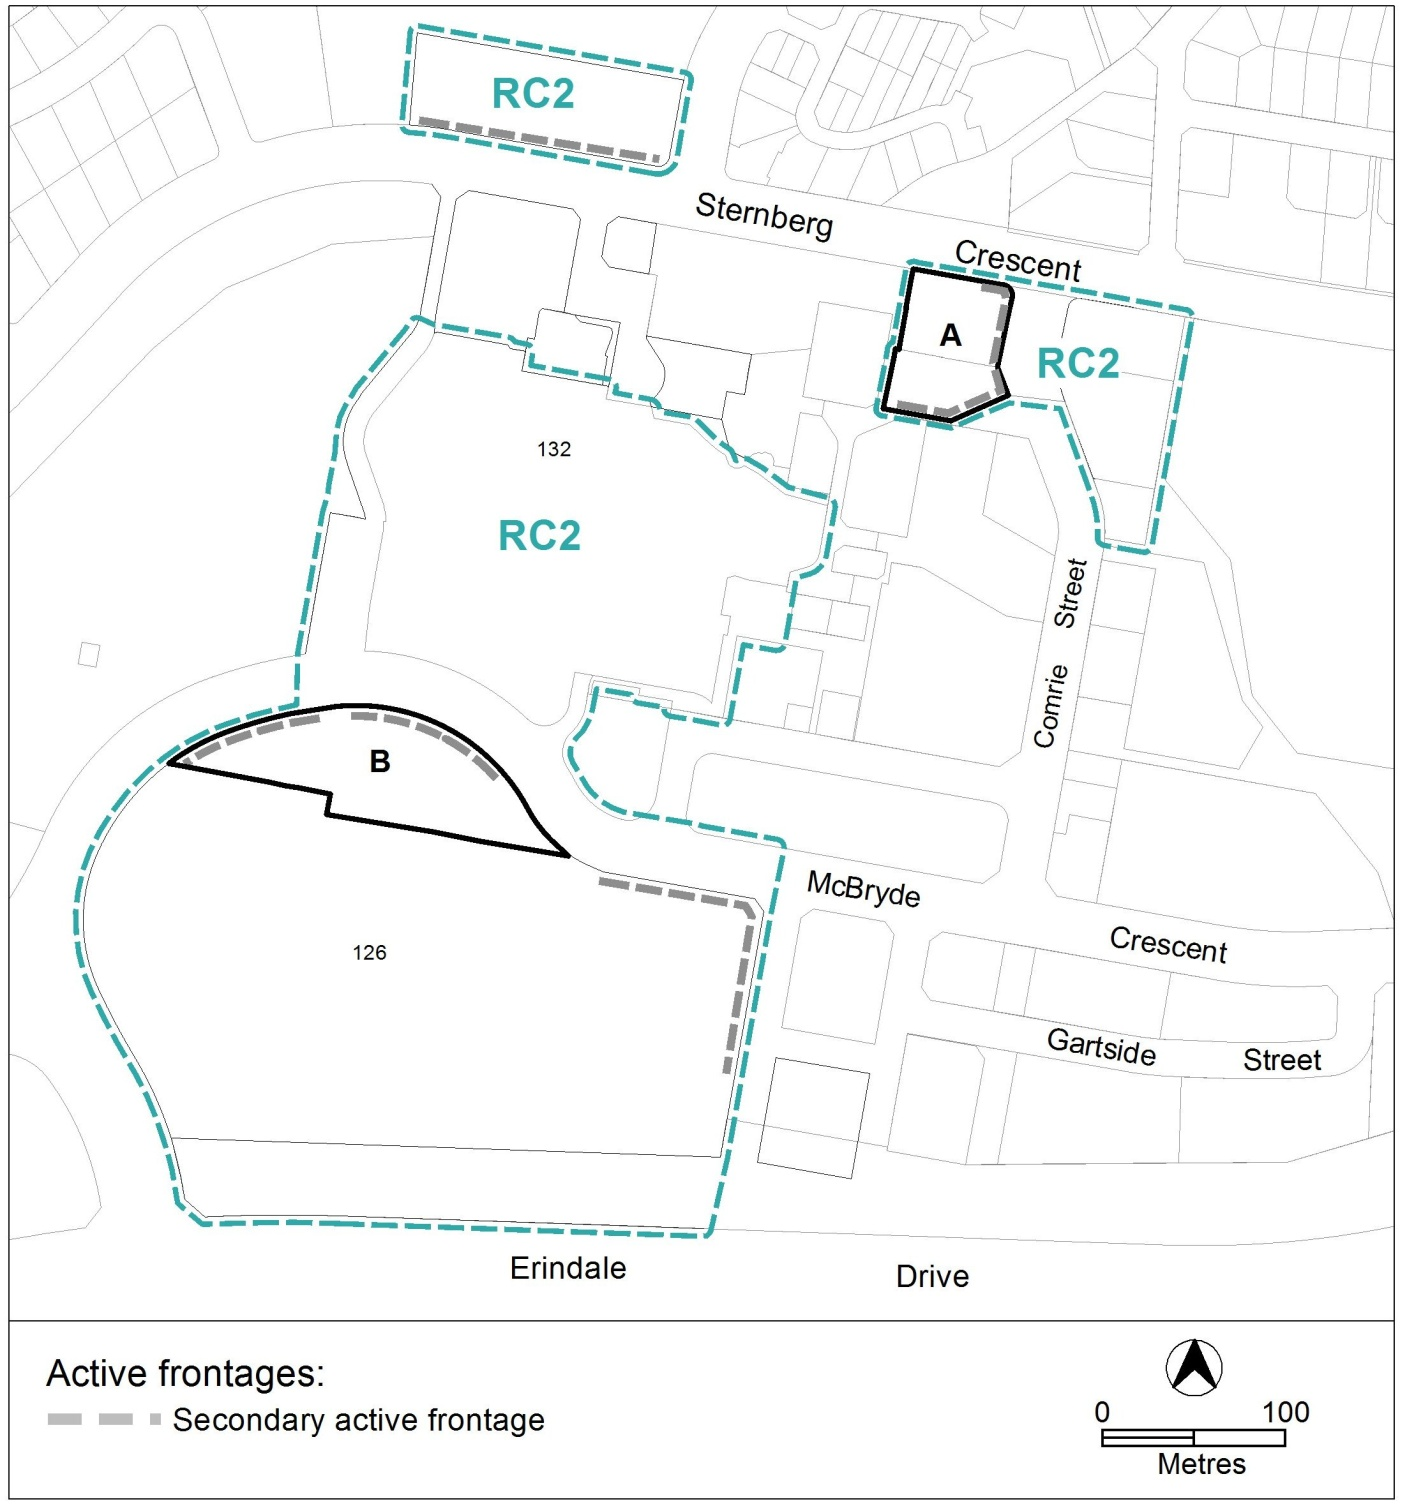 RC2
Sternberg
Crescent
A
RC2
132
RC2
Comrie Street
B
McBryde
Crescent
126
Gartside Street
Erindale Drive
Active frontages:
Secondary active frontage
0 100
Metres